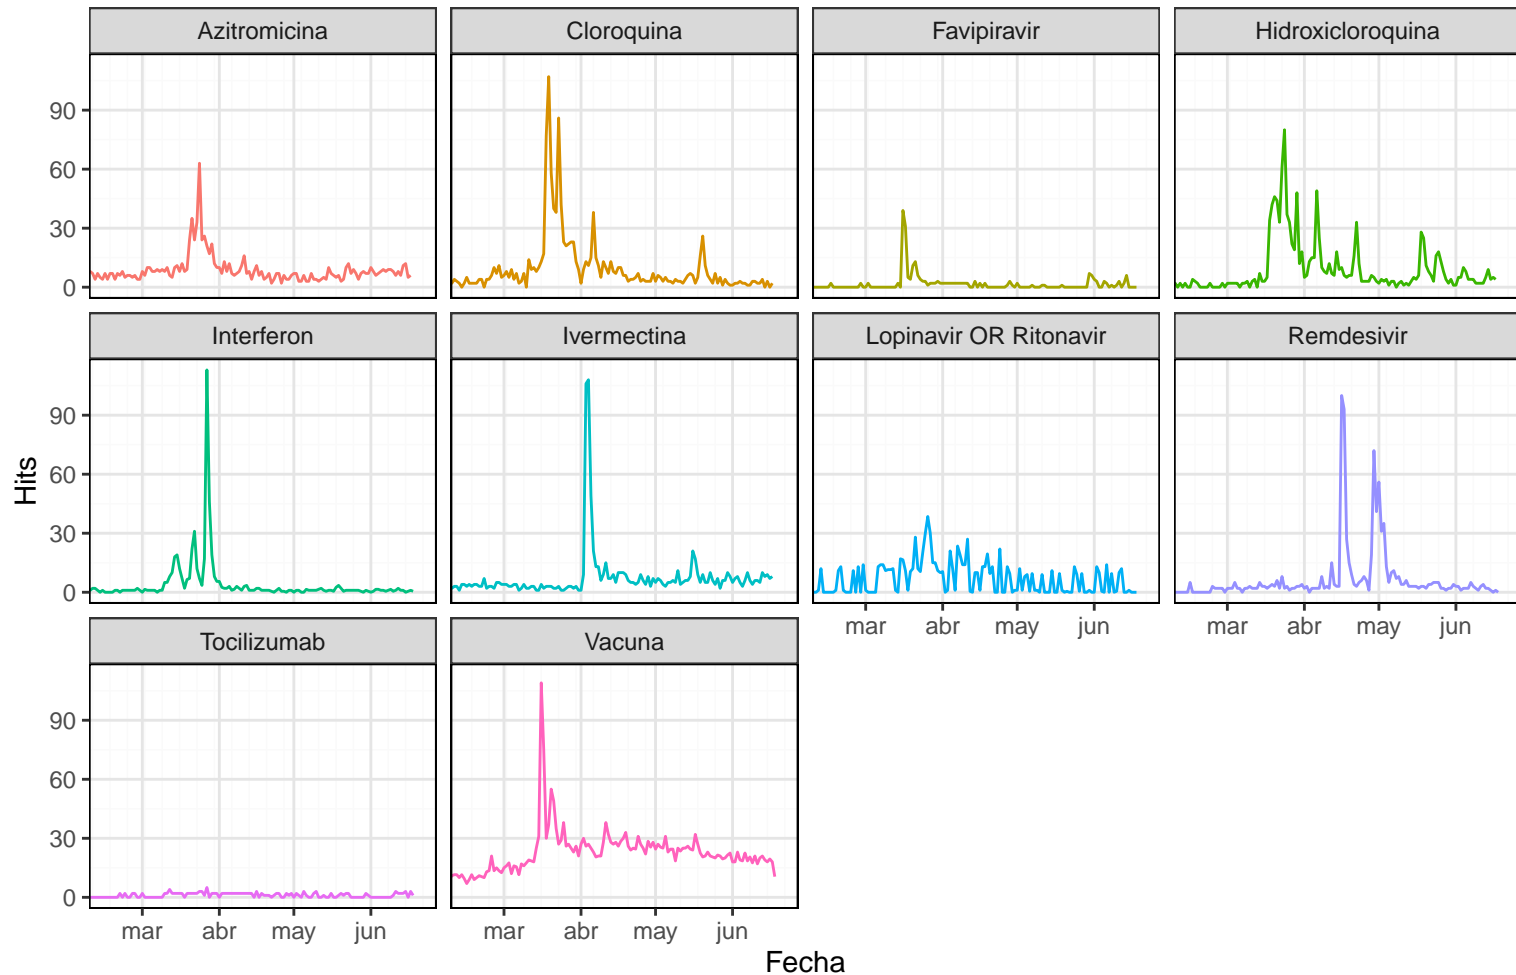 Azitromicina
Cloroquina
Favipiravir
Hidroxicloroquina
90
60
30
0
Interferon
Ivermectina
Lopinavir OR Ritonavir
Remdesivir
90
60
30
0
mar abr may jun
mar abr may jun
Tocilizumab
Vacuna
90
60
30
0
mar abr may jun
mar abr may jun
Hits
Fecha